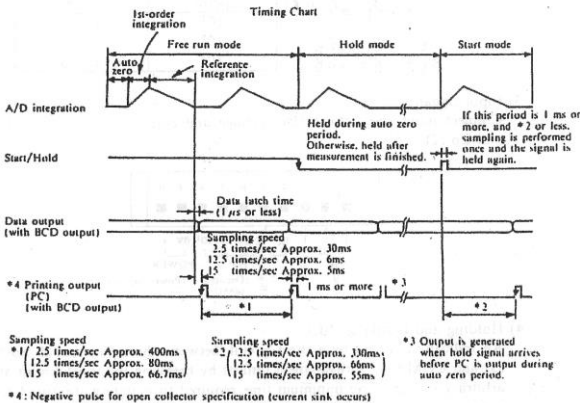 Timing Chart
1st-order
integration
Free run mode
Hold mode
Start mode
Auto
zero
Reference
integration
A/D integration
Held during auto zero
period.
Otherwise, held after
measurement is finished.
If this period is 1 ms or
more, and *2 or less,
sampling is performed
once and the signal is
held again.
Start/Hold
Data latch time
(1 μs or less)
Data output
(with BCD output)
Sampling speed
2.5 times/sec Approx. 30ms
12.5 times/sec Approx. 6ms
15 times/sec Approx. 5ms
*4 Printing output
(PC)
(with BCD output)
1 ms or more
*3
*1
*2
Sampling speed
*1 2.5 times/sec Approx. 400ms
12.5 times/sec Approx. 80ms
15 times/sec Approx. 66.7ms
Sampling speed
*2 2.5 times/sec Approx. 330ms
12.5 times/sec Approx. 66ms
15 times/sec Approx. 55ms
*3 Output is generated
when hold signal arrives
before PC is output during
auto zero period.
*4: Negative pulse for open collector specification (current sink occurs)